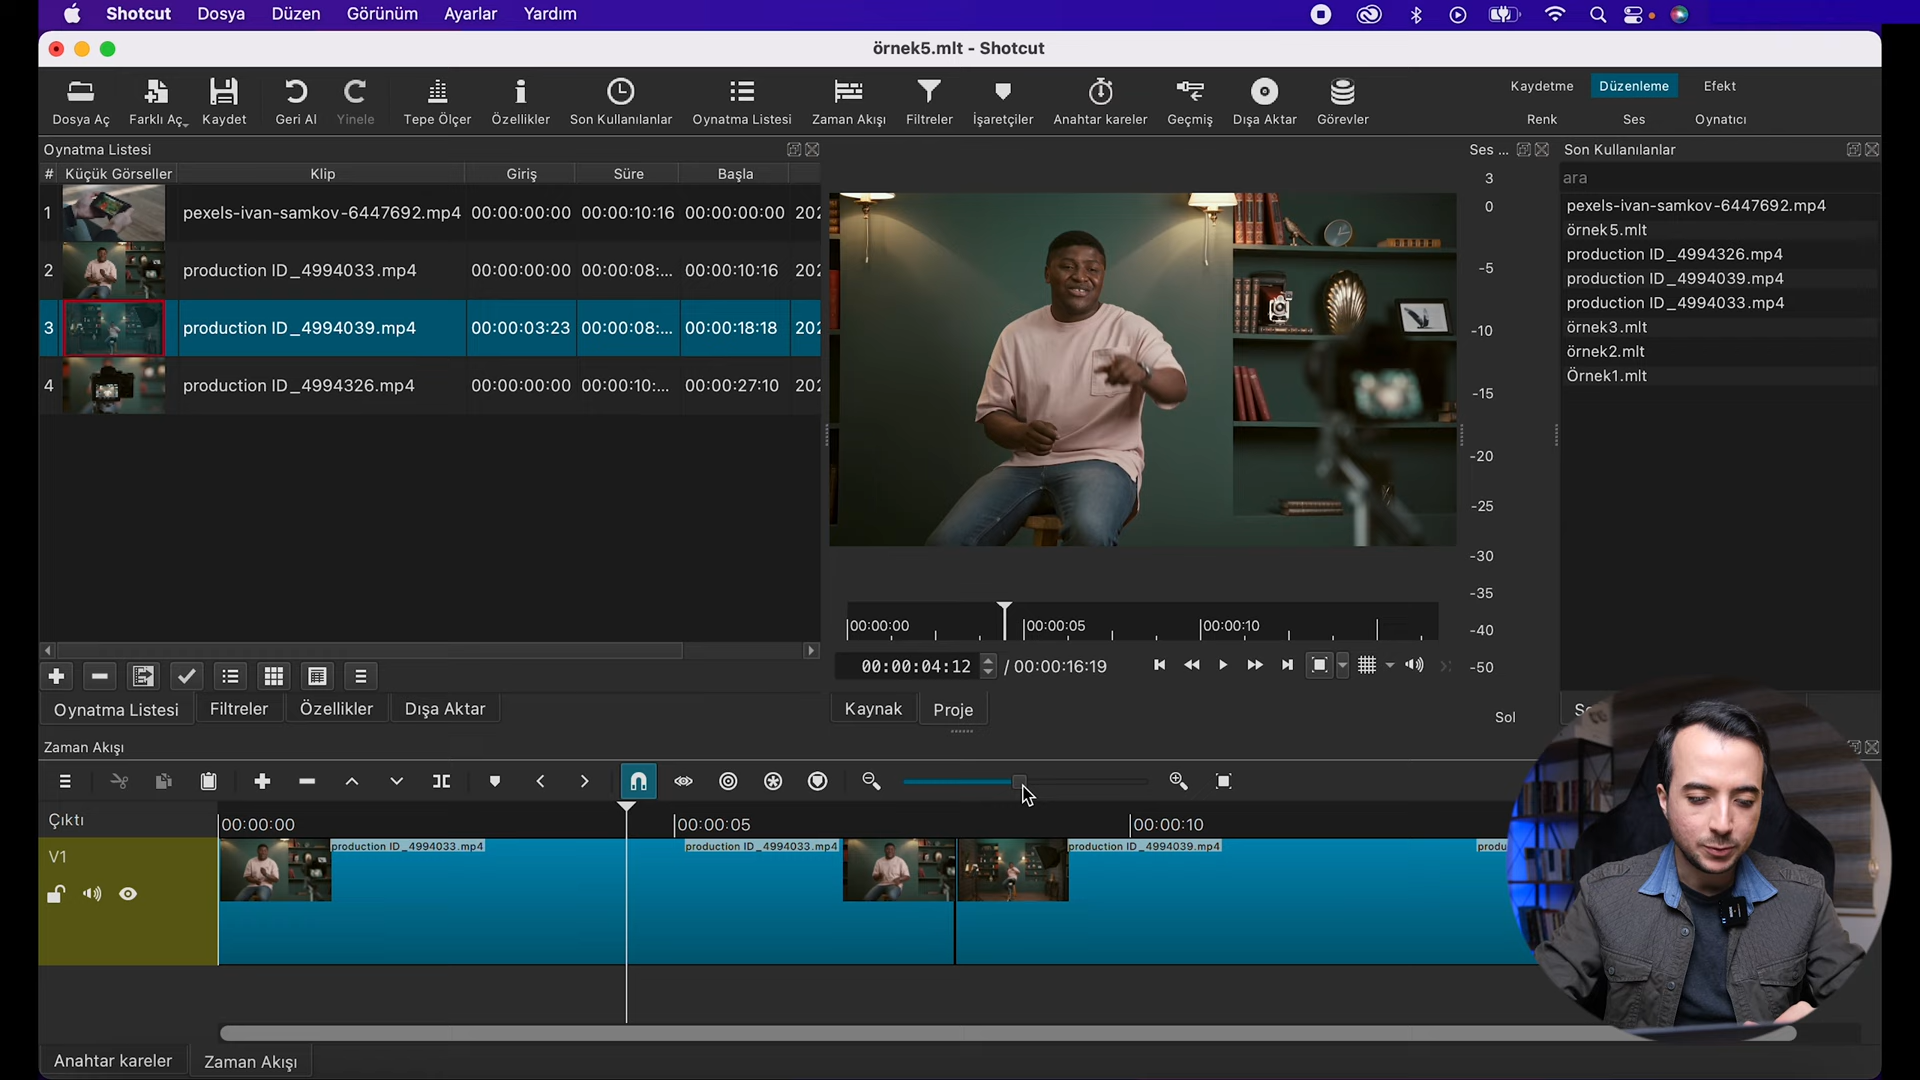 Shotcut Dosya Düzen Görünüm Ayarlar Yardım
örnek5.mlt - Shotcut
Dosya Aç Farklı Aç Kaydet Geri Al Yinele Tepe Ölçer Özellikler Son Kullanılanlar Oynatma Listesi Zaman Akışı Filtreler İşaretçiler Anahtar kareler Geçmiş Dışa Aktar Görevler
Kaydetme Düzenleme Efekt
Renk Ses Oynatıcı
Oynatma Listesi
# Küçük Görseller Klip Giriş Süre Başla
1 pexels-ivan-samkov-6447692.mp4 00:00:00:00 00:00:10:16 00:00:00:00 202
2 production ID_4994033.mp4 00:00:00:00 00:00:08:... 00:00:10:16 202
3 production ID_4994039.mp4 00:00:03:23 00:00:08:... 00:00:18:18 202
4 production ID_4994326.mp4 00:00:00:00 00:00:10:... 00:00:27:10 202
Oynatma Listesi Filtreler Özellikler Dışa Aktar
00:00:00 00:00:05 00:00:10
00:00:04:12 / 00:00:16:19
Kaynak Proje
Ses ...
3
0
-5
-10
-15
-20
-25
-30
-35
-40
-50
Sol
Son Kullanılanlar
ara
pexels-ivan-samkov-6447692.mp4
örnek5.mlt
production ID_4994326.mp4
production ID_4994039.mp4
production ID_4994033.mp4
örnek3.mlt
örnek2.mlt
Örnek1.mlt
Zaman Akışı
Çıktı 00:00:00 00:00:05 00:00:10
V1
production ID_4994033.mp4 production ID_4994033.mp4 production ID_4994039.mp4 produ
Anahtar kareler Zaman Akışı